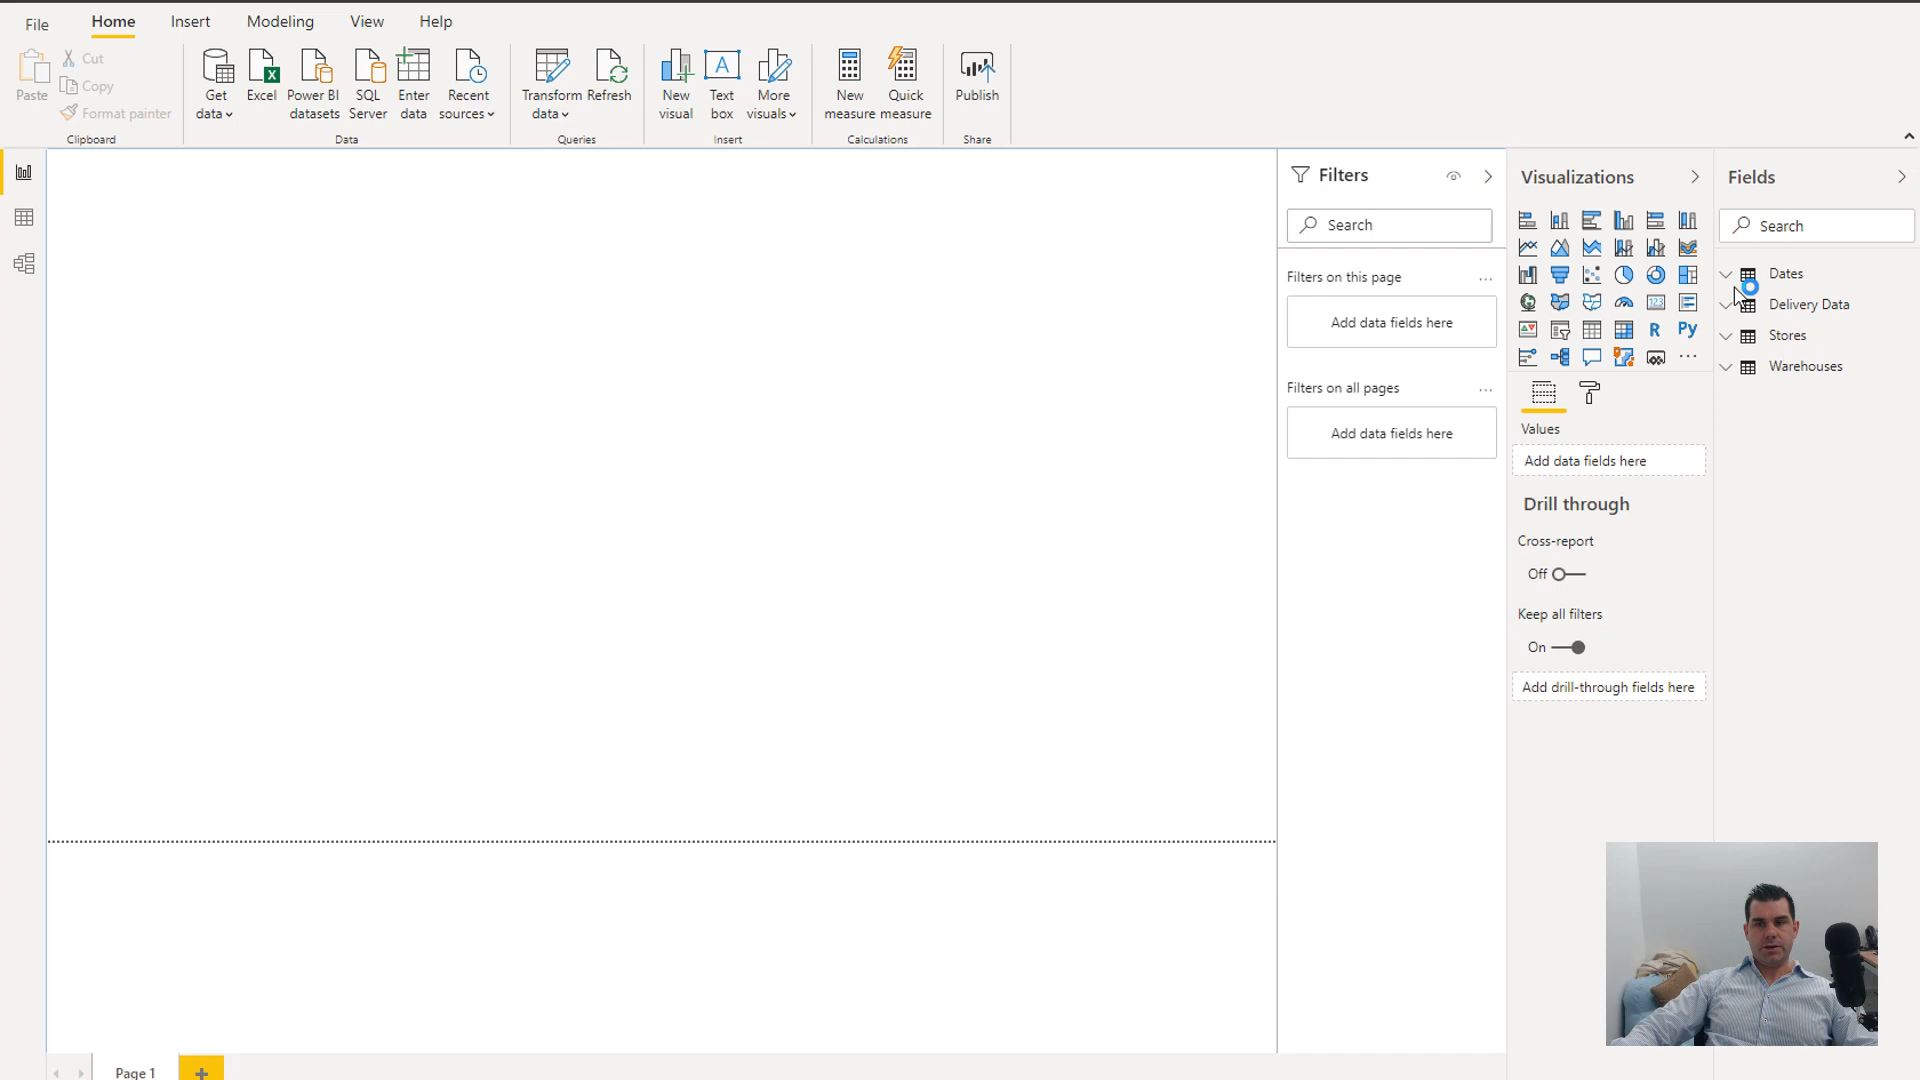 File
Home
Insert
Modeling
View
Help
Paste
Cut
Copy
Format painter
Clipboard
Get data
Excel
Power BI datasets
SQL Server
Enter data
Recent sources
Data
Transform data
Refresh
Queries
New visual
Text box
More visuals
Insert
New measure
Quick measure
Calculations
Publish
Share
Filters
Search
Filters on this page
Add data fields here
Filters on all pages
Add data fields here
Visualizations
123
R
Py
Values
Add data fields here
Drill through
Cross-report
Off
Keep all filters
On
Add drill-through fields here
Fields
Search
Dates
Delivery Data
Stores
Warehouses
Page 1